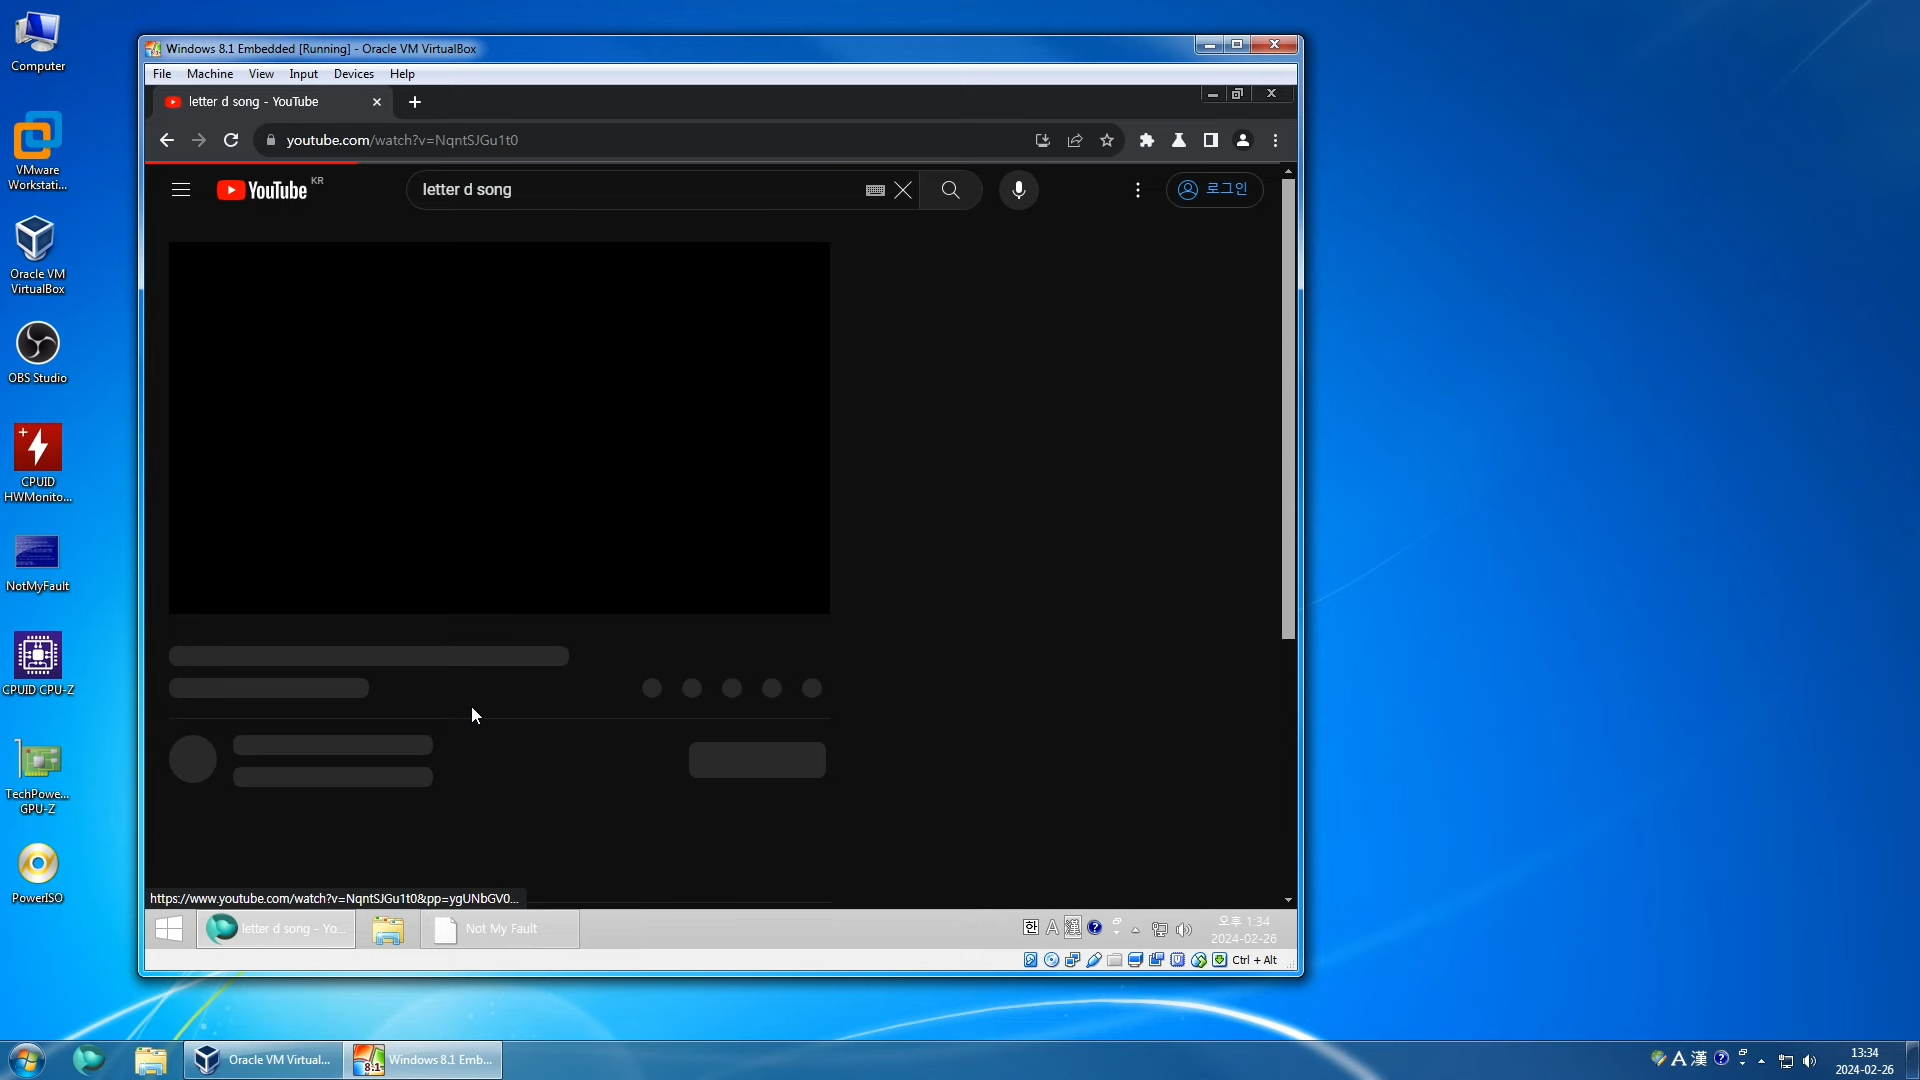 Computer
VMware
Workstati...
Oracle VM
VirtualBox
OBS Studio
CPUID
HWMonito...
NotMyFault
CPUID CPU-Z
TechPowe...
GPU-Z
PowerISO
Windows 8.1 Embedded [Running] - Oracle VM VirtualBox
File Machine View Input Devices Help
letter d song - YouTube
youtube.com/watch?v=NqntSJGu1t0
YouTube KR
letter d song
로그인
https://www.youtube.com/watch?v=NqntSJGu1t0&pp=ygUNbGV0...
letter d song - Yo...
Not My Fault
한 A 漢
오후 1:34
2024-02-26
Ctrl + Alt
Oracle VM Virtual...
8.1
Windows 8.1 Emb...
A 漢
13:34
2024-02-26